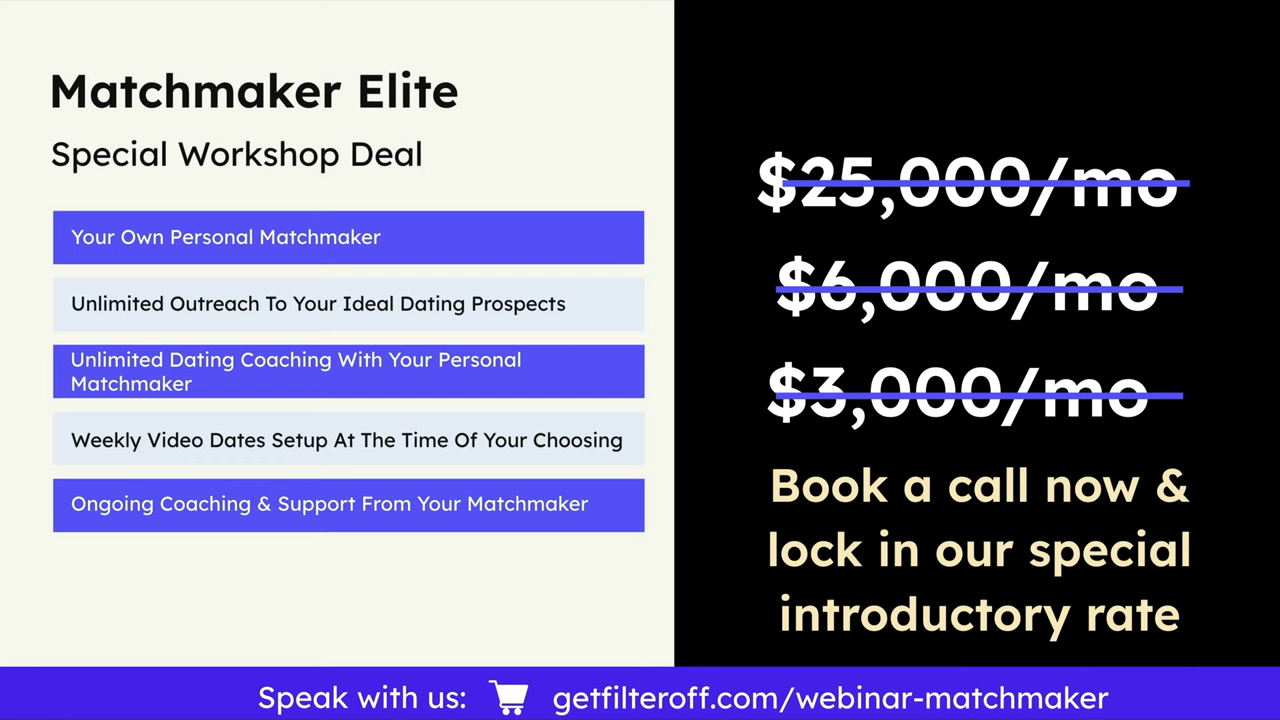 Matchmaker Elite
Special Workshop Deal
Your Own Personal Matchmaker
Unlimited Outreach To Your Ideal Dating Prospects
Unlimited Dating Coaching With Your Personal
Matchmaker
Weekly Video Dates Setup At The Time Of Your Choosing
Ongoing Coaching & Support From Your Matchmaker
$25,000/mo
$6,000/mo
$3,000/mo
Book a call now &
lock in our special
introductory rate
Speak with us: getfilteroff.com/webinar-matchmaker